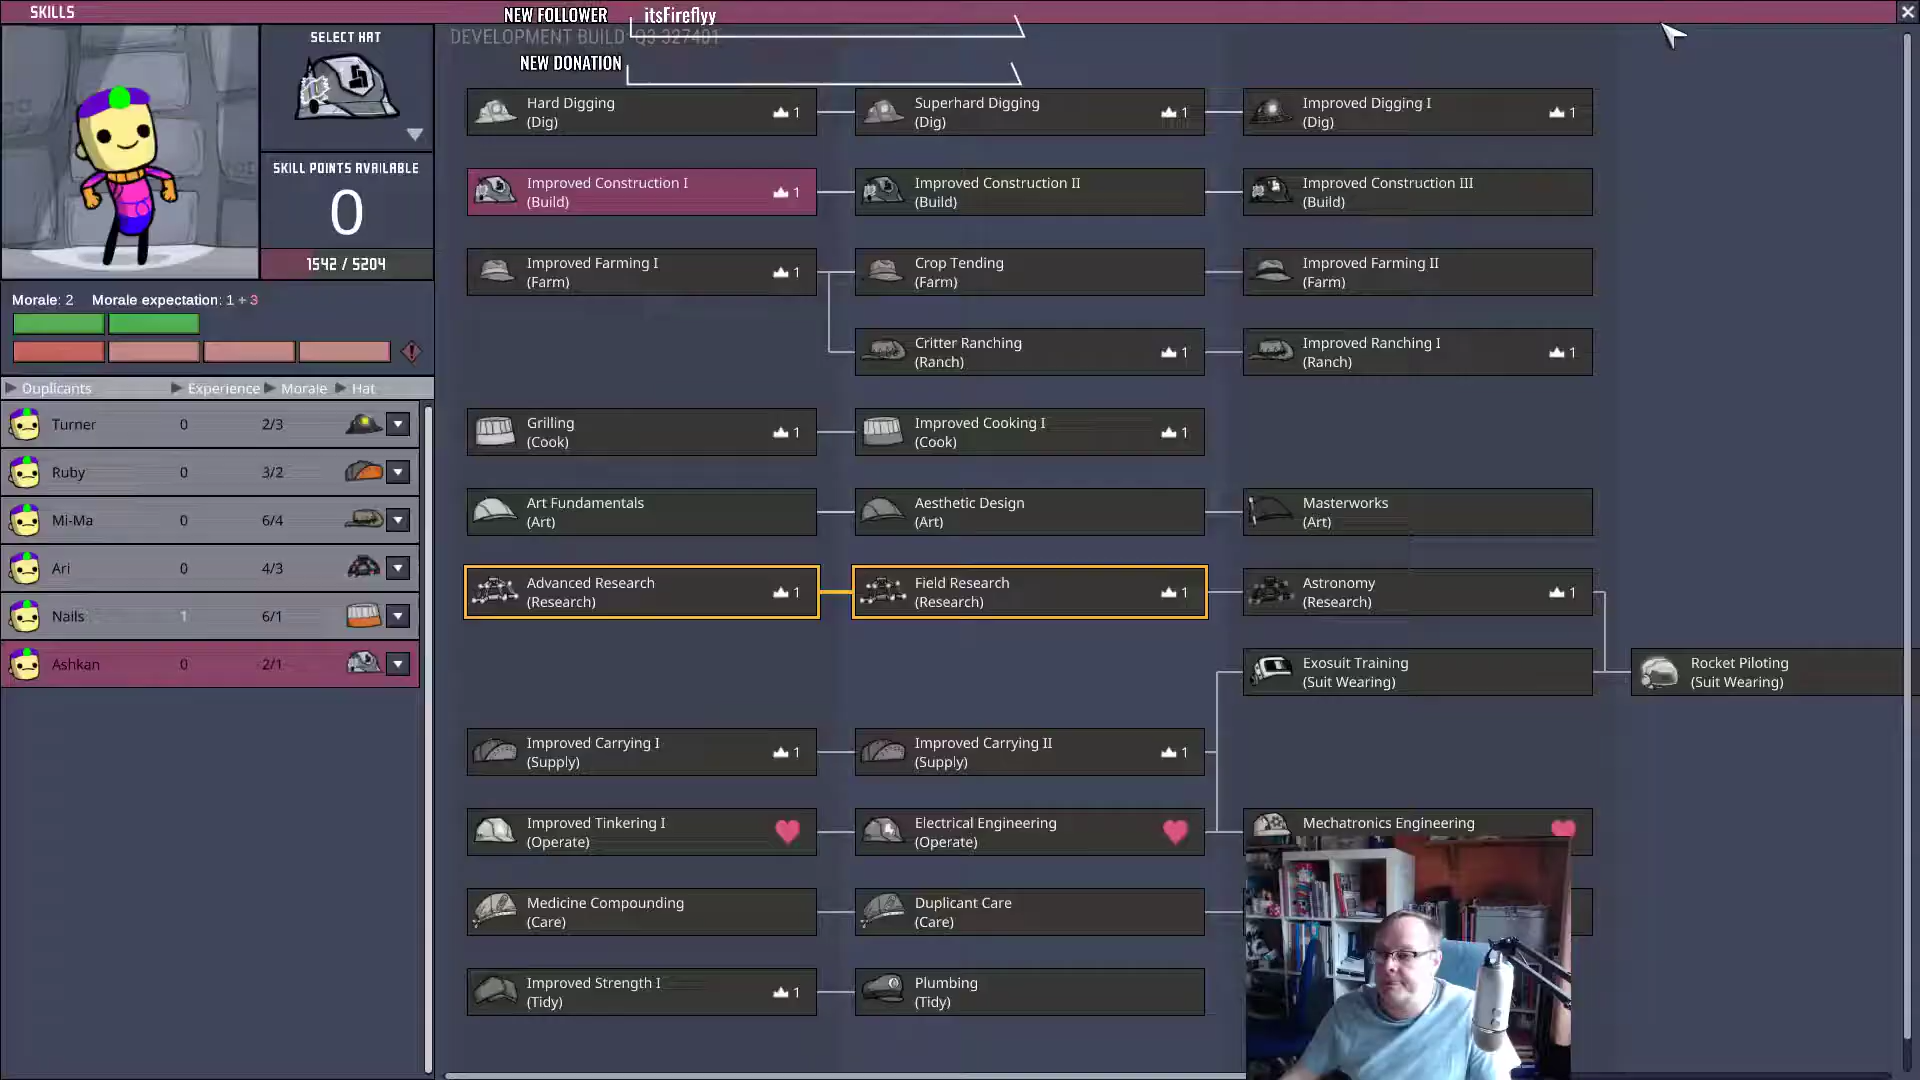 SKILLS
NEW FOLLOWER itsFireflyy
DEVELOPMENT BUILD: Q3 327401
NEW DONATION
SELECT HAT
SKILL POINTS AVAILABLE
0
1542 / 5204
Morale: 2 Morale expectation: 1 + 3
Duplicants Experience Morale Hat
Turner 0 2/3
Ruby 0 3/2
Mi-Ma 0 6/4
Ari 0 4/3
Nails 1 6/1
Ashkan 0 2/1
Hard Digging
(Dig)
1
Superhard Digging
(Dig)
1
Improved Digging I
(Dig)
1
Improved Construction I
(Build)
1
Improved Construction II
(Build)
Improved Construction III
(Build)
Improved Farming I
(Farm)
1
Crop Tending
(Farm)
Improved Farming II
(Farm)
Critter Ranching
(Ranch)
1
Improved Ranching I
(Ranch)
1
Grilling
(Cook)
1
Improved Cooking I
(Cook)
1
Art Fundamentals
(Art)
Aesthetic Design
(Art)
Masterworks
(Art)
Advanced Research
(Research)
1
Field Research
(Research)
1
Astronomy
(Research)
1
Exosuit Training
(Suit Wearing)
Rocket Piloting
(Suit Wearing)
Improved Carrying I
(Supply)
1
Improved Carrying II
(Supply)
1
Improved Tinkering I
(Operate)
Electrical Engineering
(Operate)
Mechatronics Engineering
Medicine Compounding
(Care)
Duplicant Care
(Care)
Improved Strength I
(Tidy)
1
Plumbing
(Tidy)